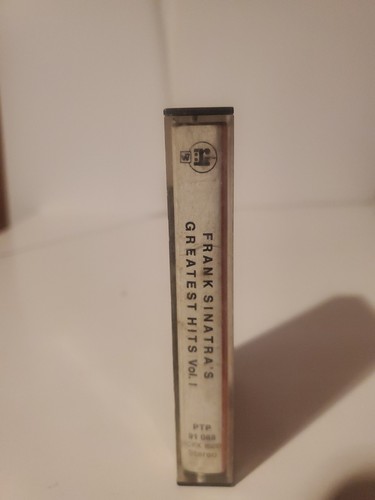 FRANK SINATRA'S
GREATEST HITS Vol. I
PTP